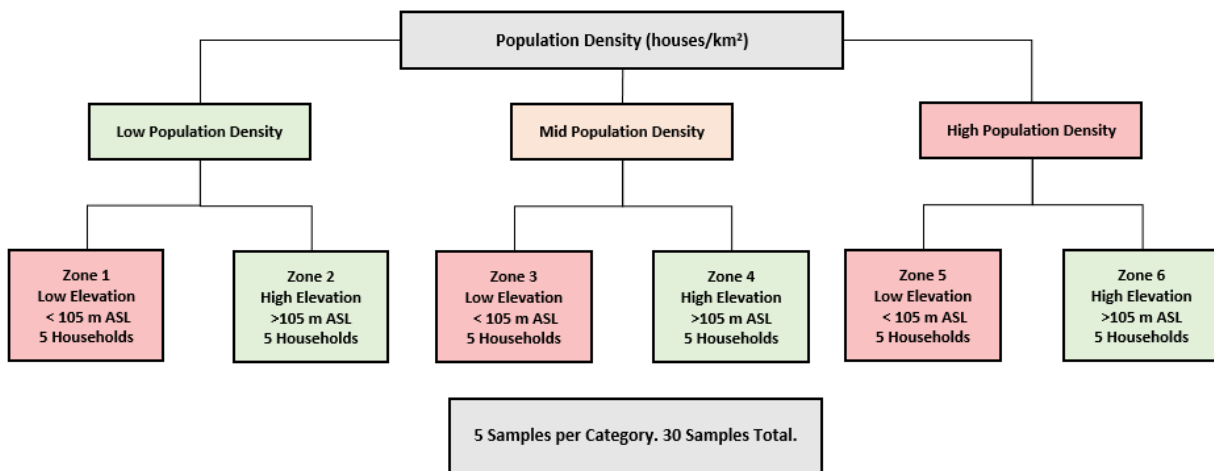 Population Density (houses/km²)
Low Population Density
Mid Population Density
High Population Density
Zone 1
Low Elevation
< 105 m ASL
5 Households
Zone 2
High Elevation
>105 m ASL
5 Households
Zone 3
Low Elevation
< 105 m ASL
5 Households
Zone 4
High Elevation
>105 m ASL
5 Households
Zone 5
Low Elevation
< 105 m ASL
5 Households
Zone 6
High Elevation
>105 m ASL
5 Households
5 Samples per Category. 30 Samples Total.